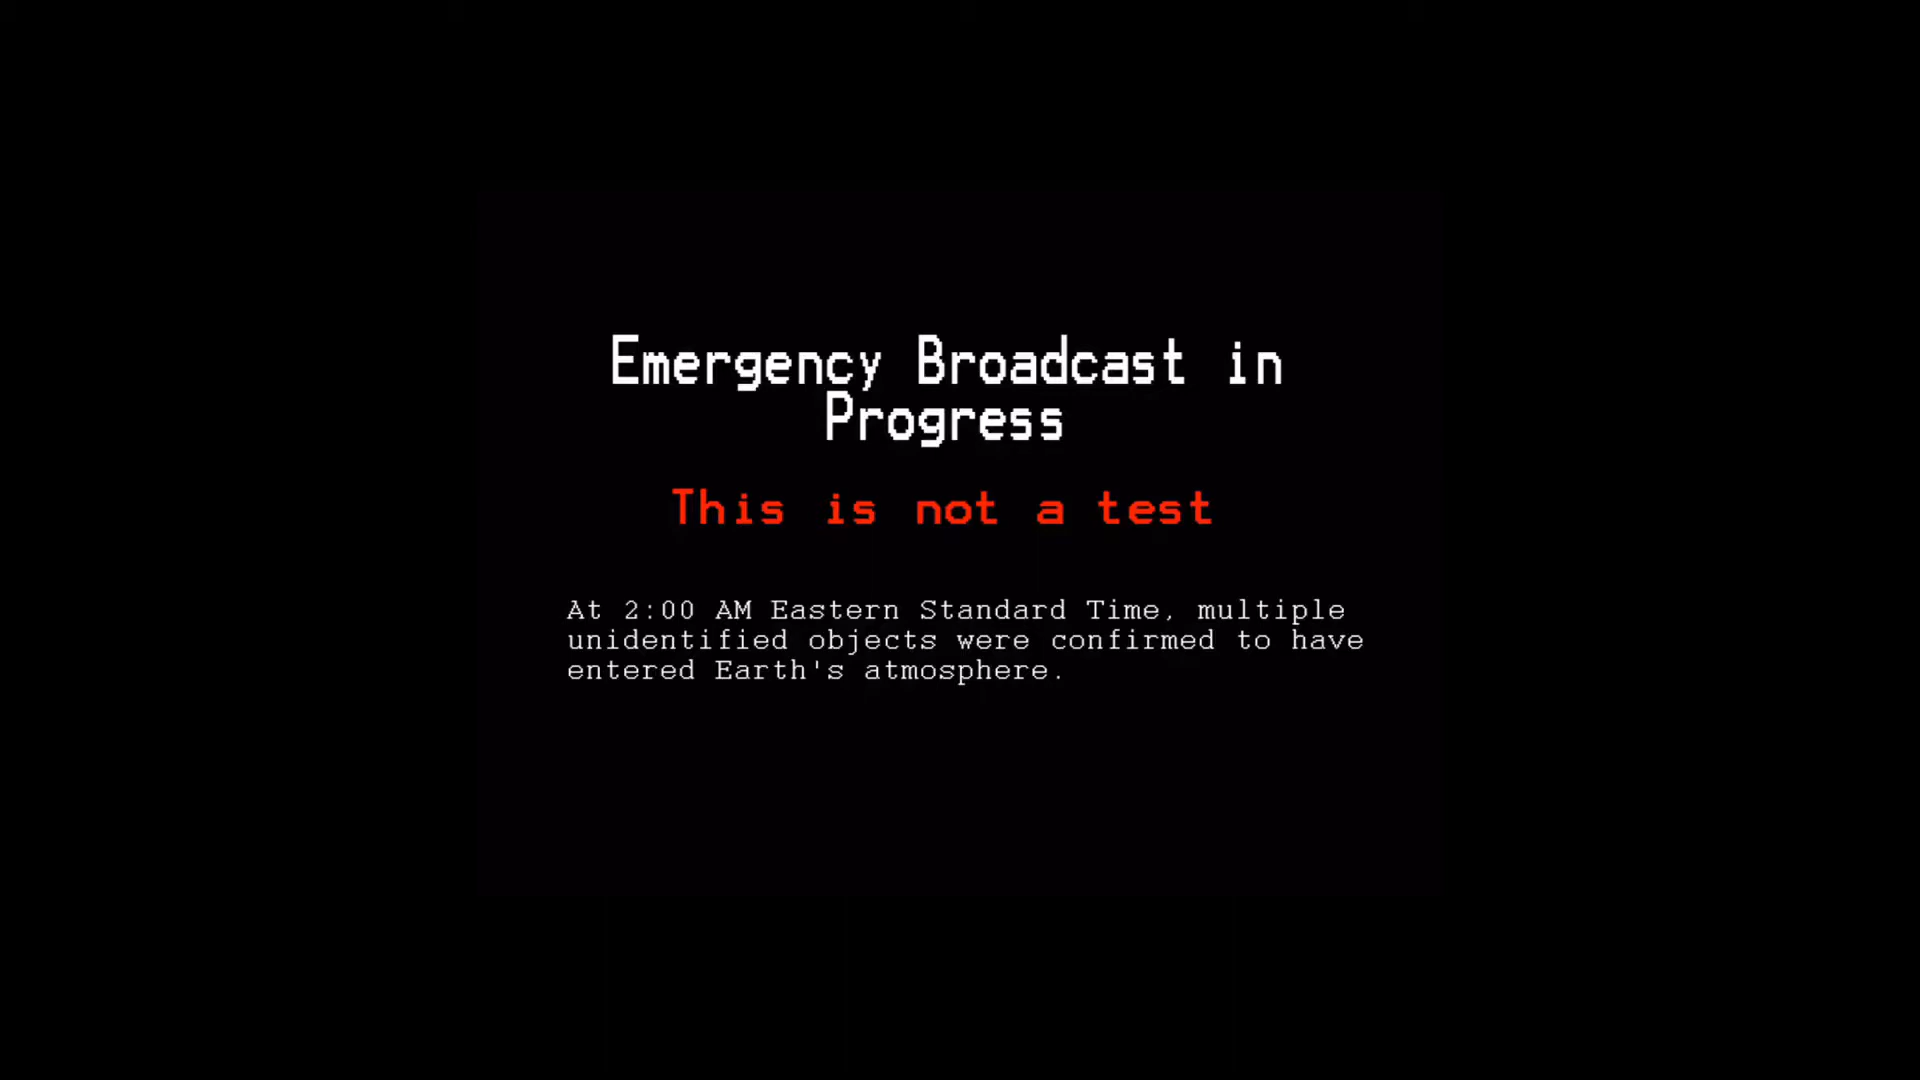 Emergency Broadcast in
Progress
This is not a test
At 2:00 AM Eastern Standard Time, multiple
unidentified objects were confirmed to have
entered Earth's atmosphere.